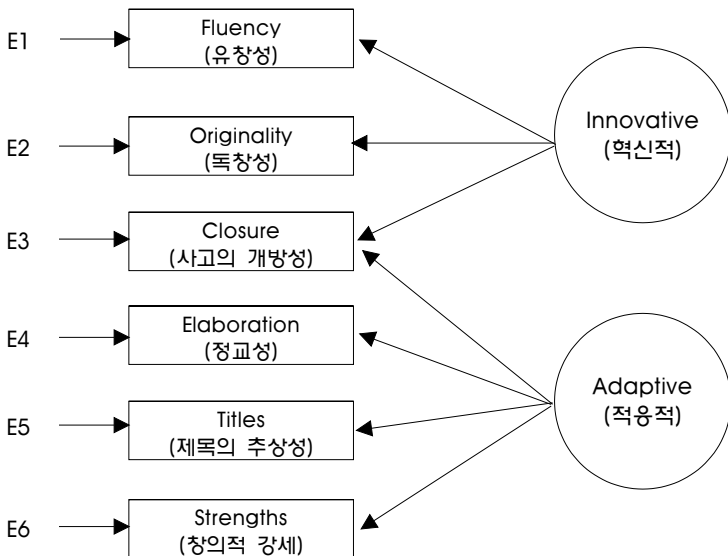 E1
Fluency
(유창성)
E2
Originality
(독창성)
E3
Closure
(사고의 개방성)
E4
Elaboration
(정교성)
E5
Titles
(제목의 추상성)
E6
Strengths
(창의적 강세)
Innovative
(혁신적)
Adaptive
(적응적)